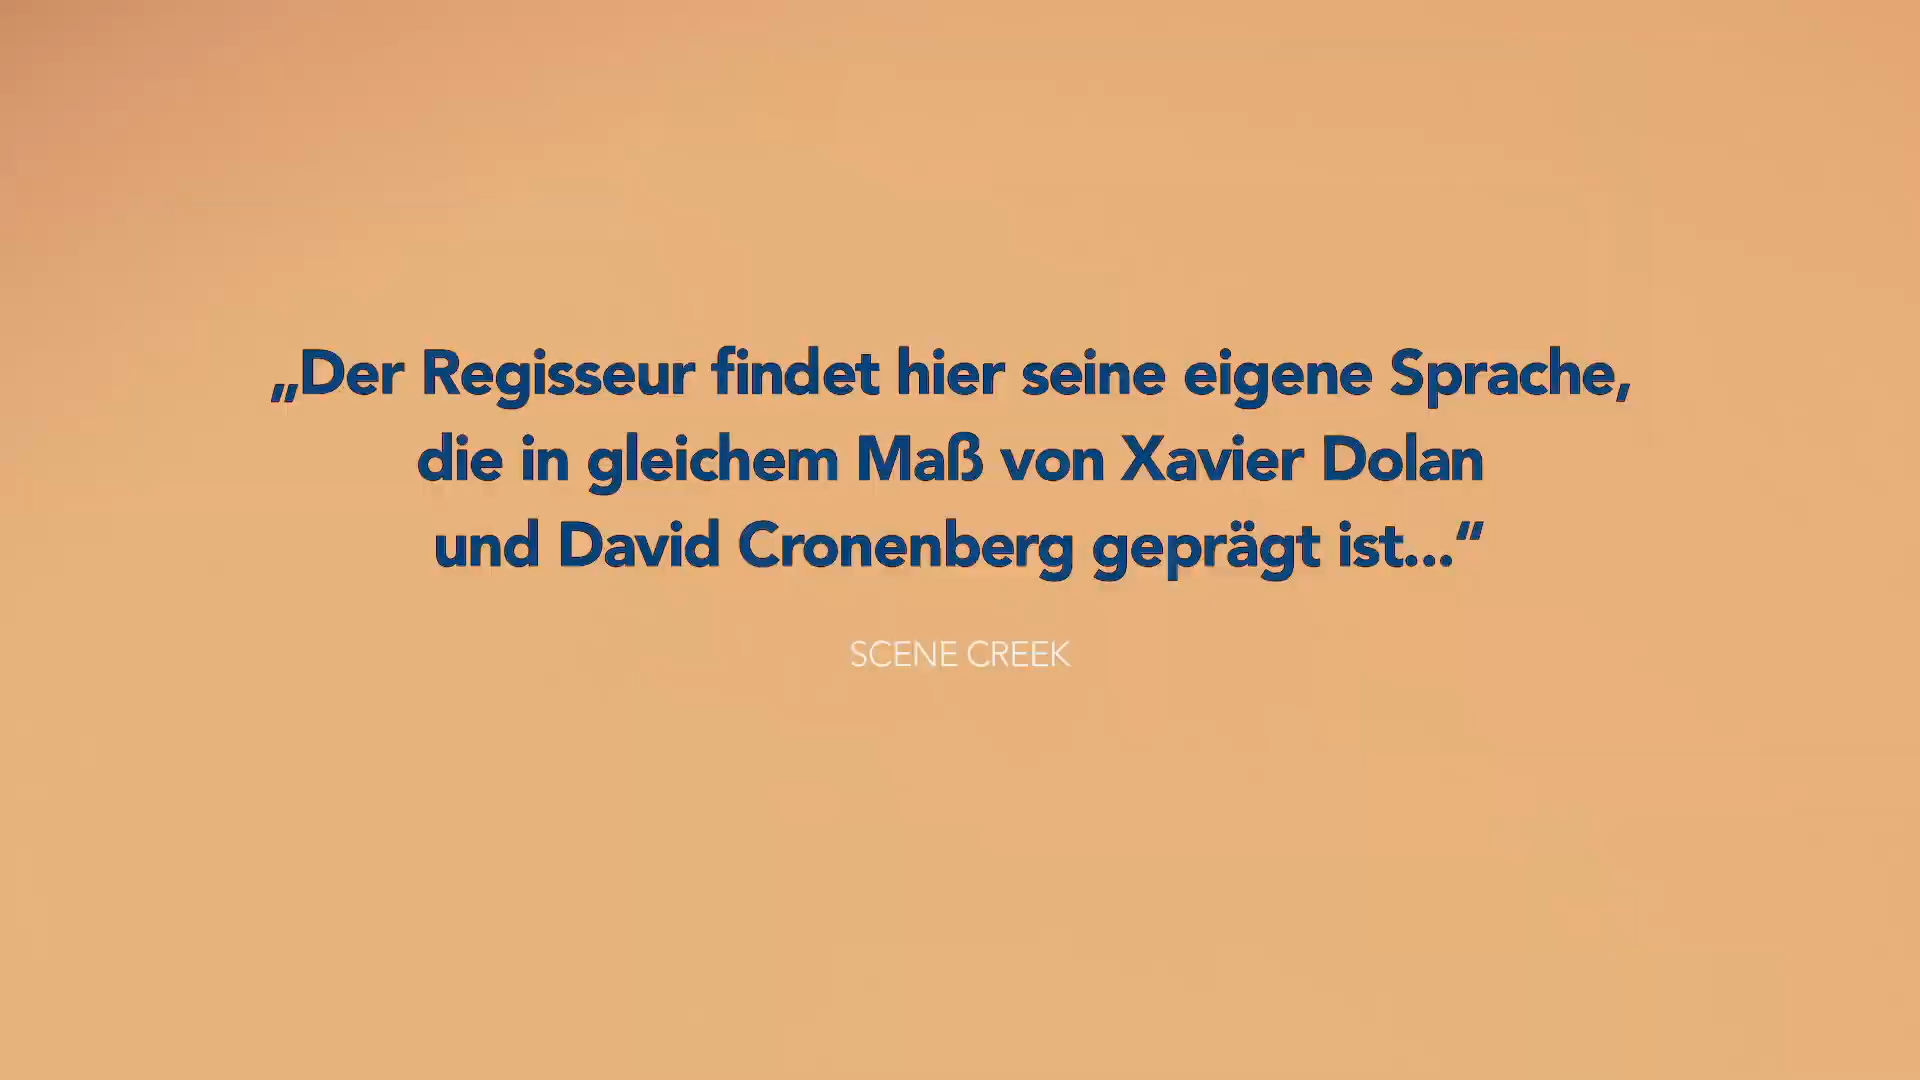 „Der Regisseur findet hier seine eigene Sprache,
die in gleichem Maß von Xavier Dolan
und David Cronenberg geprägt ist...“
SCENE CREEK